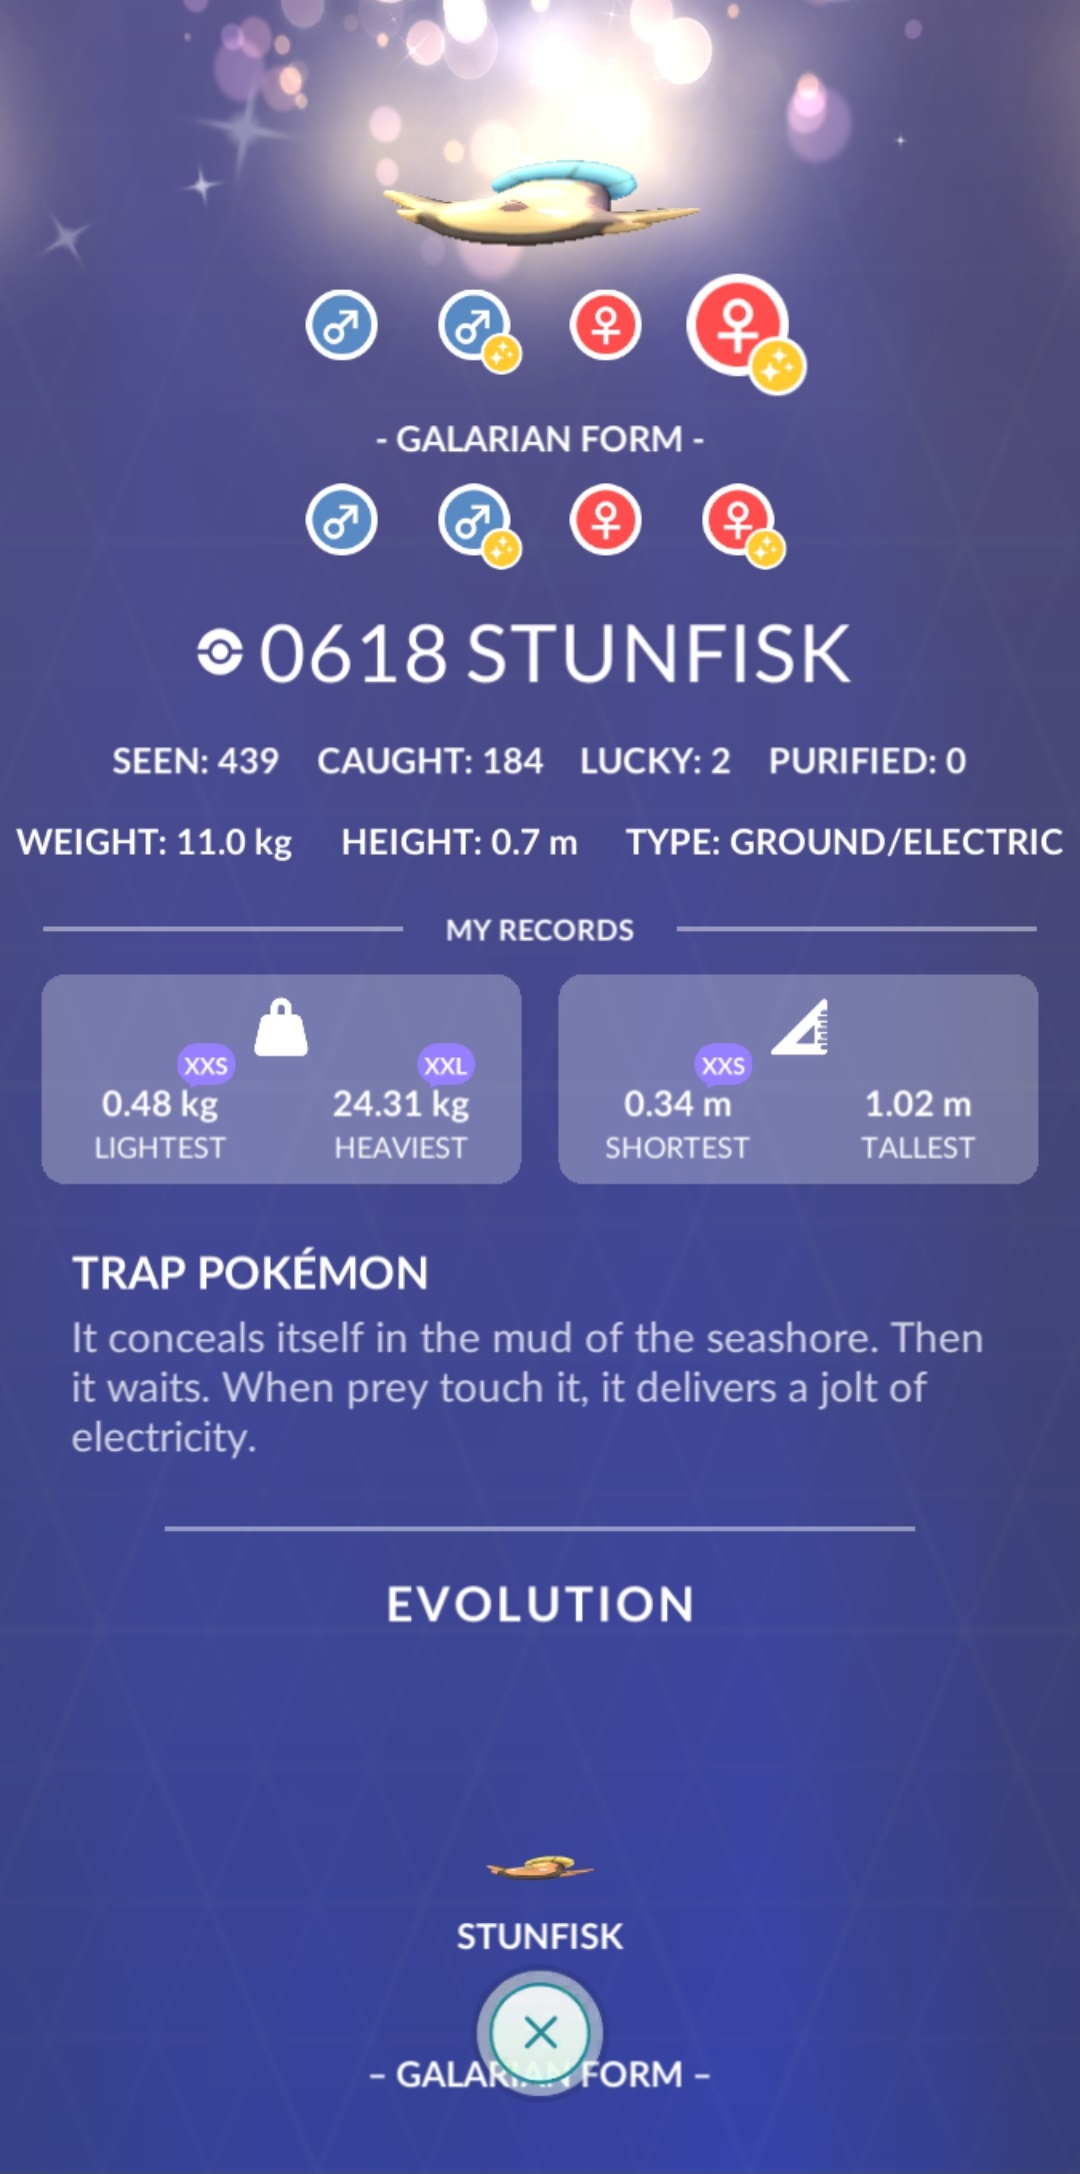 - GALARIAN FORM -
0618 STUNFISK
SEEN: 439 CAUGHT: 184 LUCKY: 2 PURIFIED: 0
WEIGHT: 11.0 kg HEIGHT: 0.7 m TYPE: GROUND/ELECTRIC
MY RECORDS
XXS XXL XXS
0.48 kg 24.31 kg 0.34 m 1.02 m
LIGHTEST HEAVIEST SHORTEST TALLEST
TRAP POKÉMON
It conceals itself in the mud of the seashore. Then
it waits. When prey touch it, it delivers a jolt of
electricity.
EVOLUTION
STUNFISK
– GALARIAN FORM –